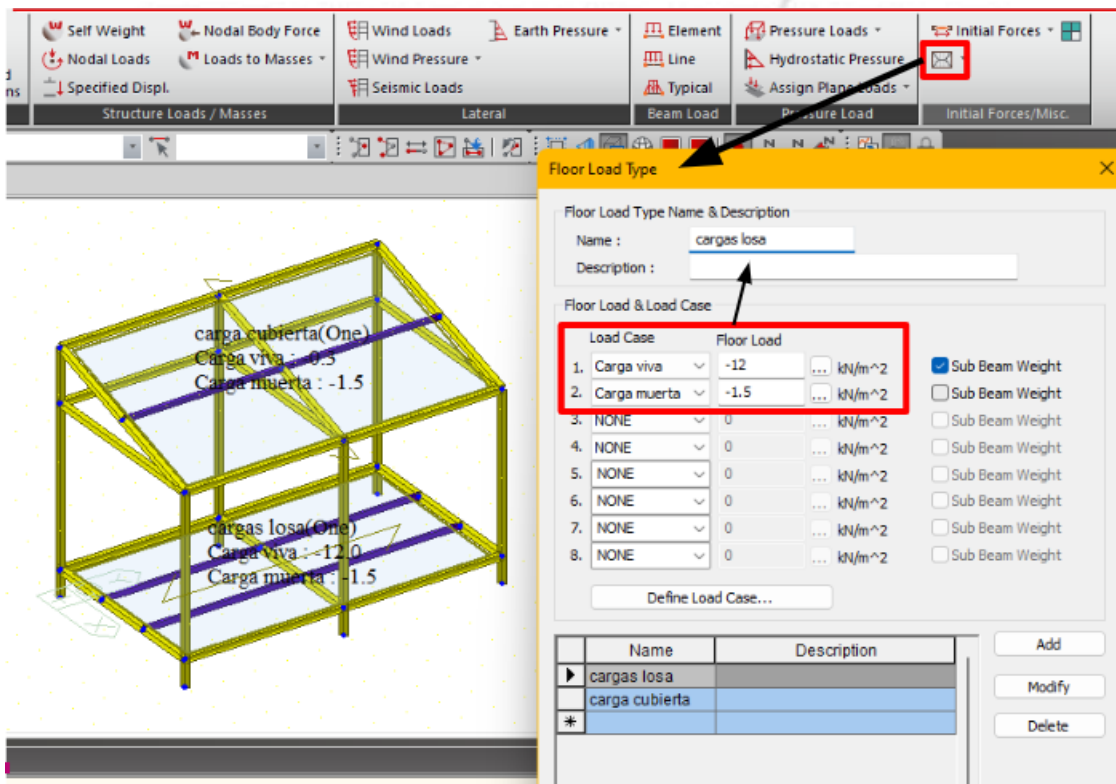 Self Weight Nodal Body Force Wind Loads Earth Pressure Element Pressure Loads Initial Forces
Nodal Loads Loads to Masses Wind Pressure Line Hydrostatic Pressure
ns Specified Displ. Seismic Loads Typical Assign Plane Loads
Structure Loads / Masses Lateral Beam Load Pressure Load Initial Forces/Misc.
Floor Load Type
Floor Load Type Name & Description
Name : cargas losa
Description :
Floor Load & Load Case
Load Case Floor Load
1. Carga viva -12 ... kN/m^2 Sub Beam Weight
2. Carga muerta -1.5 ... kN/m^2 Sub Beam Weight
3. NONE 0 ... kN/m^2 Sub Beam Weight
4. NONE 0 ... kN/m^2 Sub Beam Weight
5. NONE 0 ... kN/m^2 Sub Beam Weight
6. NONE 0 ... kN/m^2 Sub Beam Weight
7. NONE 0 ... kN/m^2 Sub Beam Weight
8. NONE 0 ... kN/m^2 Sub Beam Weight
Define Load Case...
Name Description
cargas losa
carga cubierta
Add
Modify
Delete
carga cubierta(One)
Carga viva : -0.3
Carga muerta : -1.5
cargas losa(One)
Carga viva : -12.0
Carga muerta : -1.5